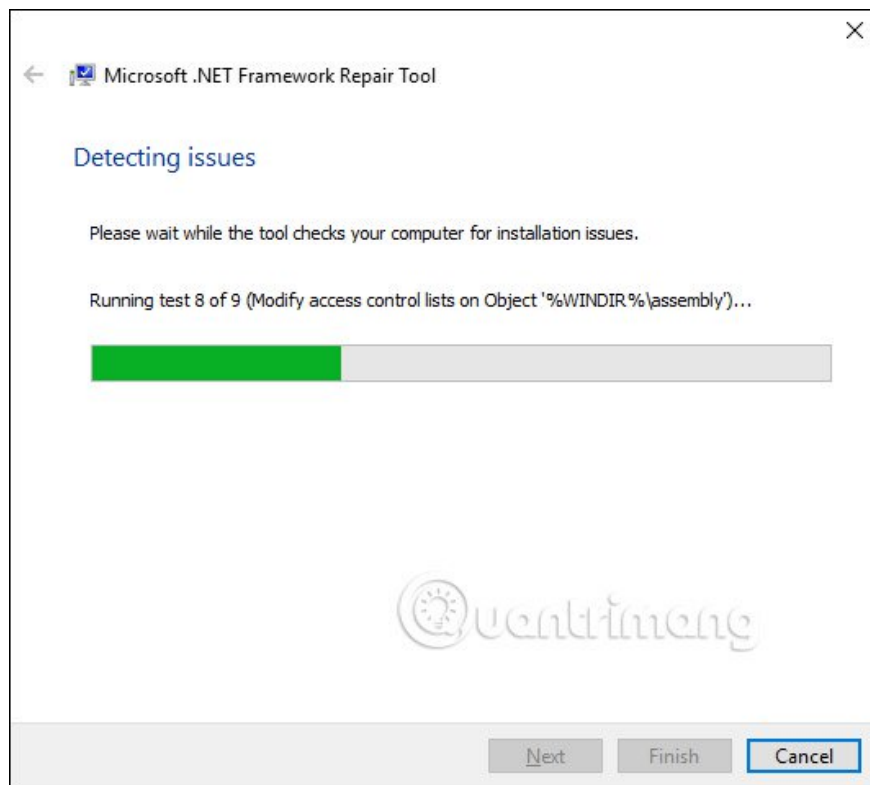 Microsoft .NET Framework Repair Tool
Detecting issues
Please wait while the tool checks your computer for installation issues.
Running test 8 of 9 (Modify access control lists on Object '%WINDIR%\assembly')...
Quantrimang
Next Finish Cancel